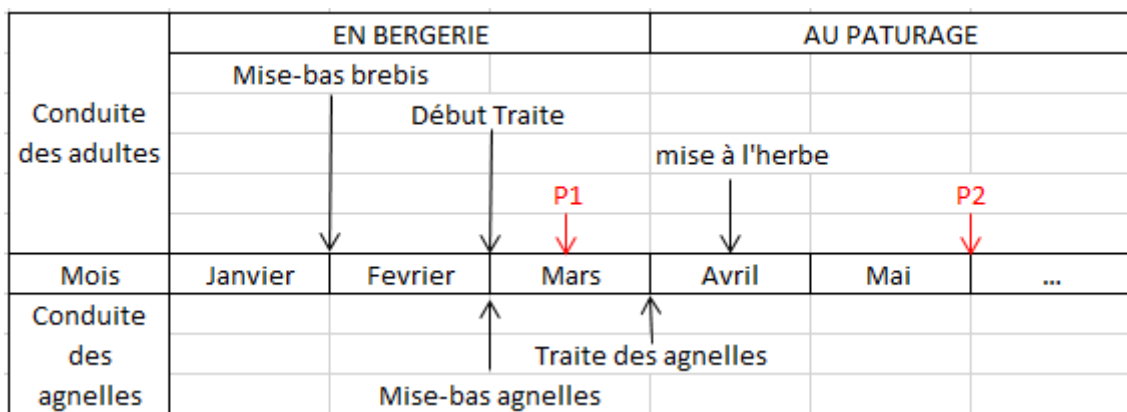 EN BERGERIE
AU PATURAGE
Mise-bas brebis
Conduite
des adultes
Début Traite
mise à l'herbe
P1
P2
Mois
Janvier
Fevrier
Mars
Avril
Mai
...
Conduite
des
agnelles
Traite des agnelles
Mise-bas agnelles